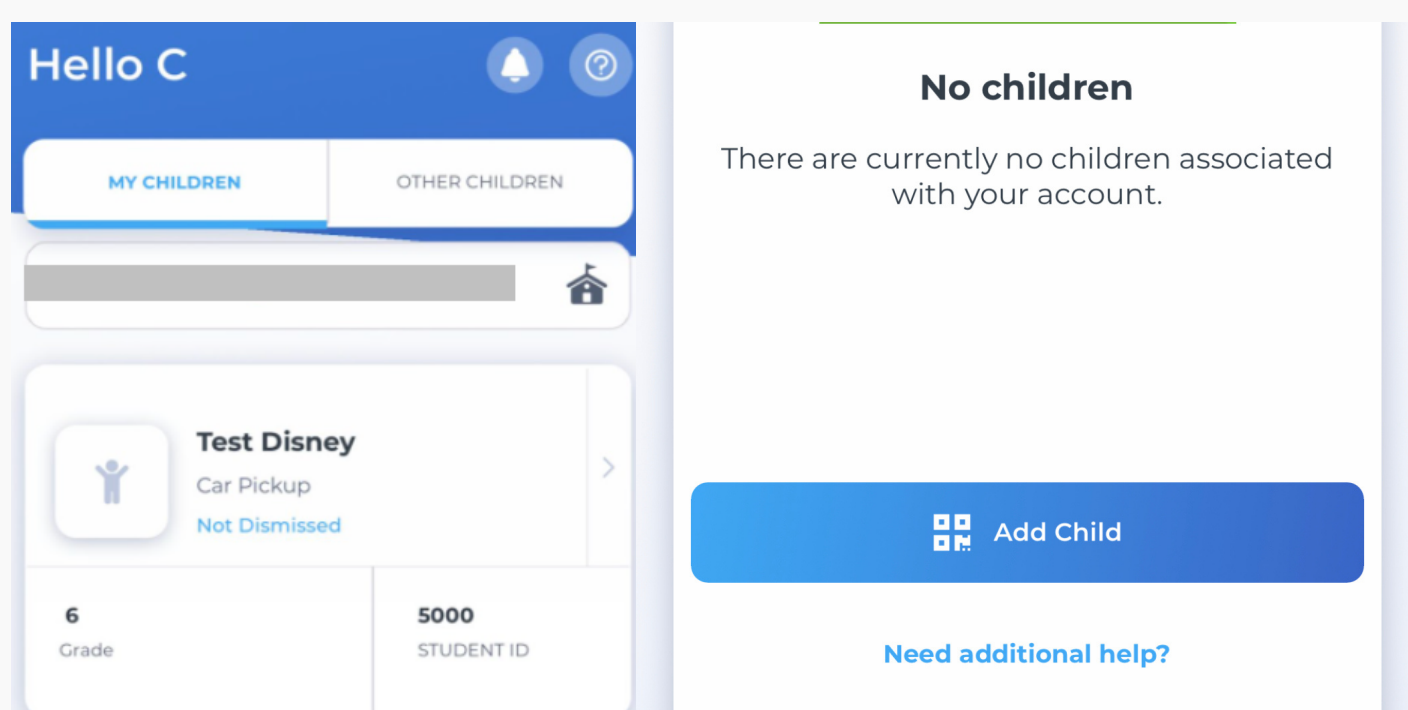 Hello C
MY CHILDREN
OTHER CHILDREN
Test Disney
Car Pickup
Not Dismissed
6
Grade
5000
STUDENT ID
No children
There are currently no children associated
with your account.
Add Child
Need additional help?